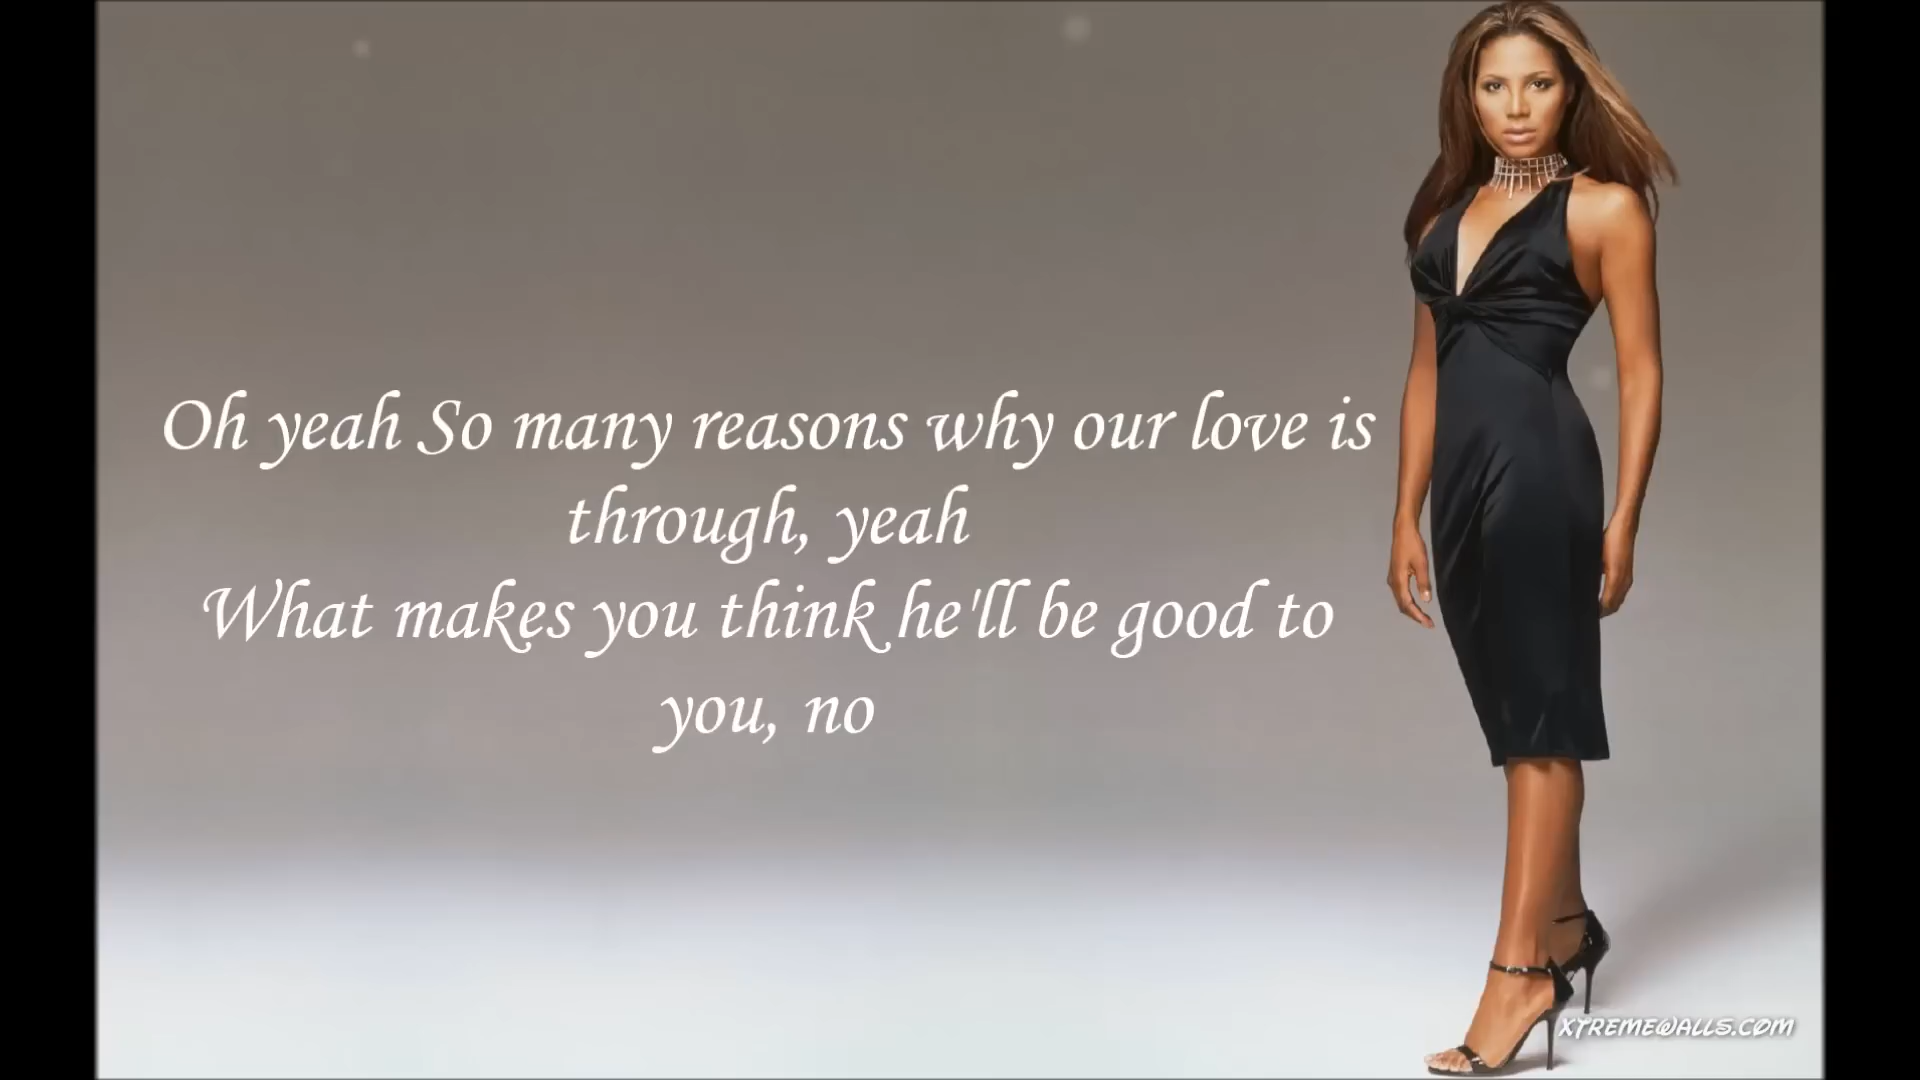 Oh yeah So many reasons why our love is
through, yeah
What makes you think he'll be good to
you, no
XTREMEWALLS.COM